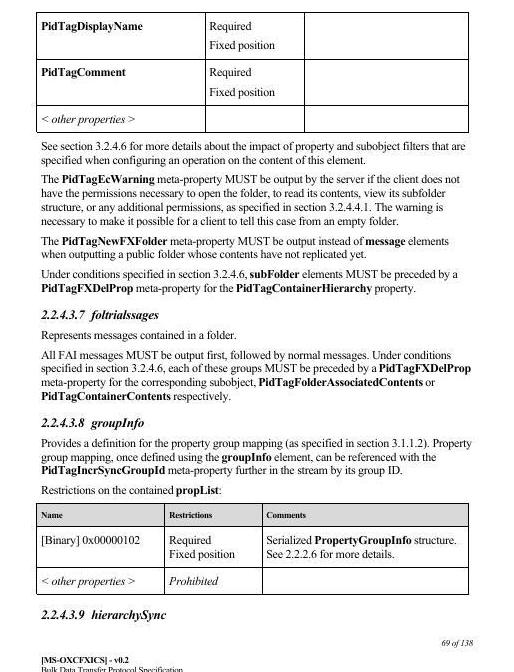 PidTagDisplayName Required
Fixed position
PidTagComment Required
Fixed position
< other properties >
See section 3.2.4.6 for more details about the impact of property and subobject filters that are
specified when configuring an operation on the content of this element.
The PidTagEcWarning meta-property MUST be output by the server if the client does not
have the permissions necessary to open the folder, to read its contents, view its subfolder
structure, or any additional permissions, as specified in section 3.2.4.4.1. The warning is
necessary to make it possible for a client to tell this case from an empty folder.
The PidTagNewFXFolder meta-property MUST be output instead of message elements
when outputting a public folder whose contents have not replicated yet.
Under conditions specified in section 3.2.4.6, subFolder elements MUST be preceded by a
PidTagFXDelProp meta-property for the PidTagContainerHierarchy property.
2.2.4.3.7 foltrialssages
Represents messages contained in a folder.
All FAI messages MUST be output first, followed by normal messages. Under conditions
specified in section 3.2.4.6, each of these groups MUST be preceded by a PidTagFXDelProp
meta-property for the corresponding subobject, PidTagFolderAssociatedContents or
PidTagContainerContents respectively.
2.2.4.3.8 groupInfo
Provides a definition for the property group mapping (as specified in section 3.1.1.2). Property
group mapping, once defined using the groupInfo element, can be referenced with the
PidTagIncrSyncGroupId meta-property further in the stream by its group ID.
Restrictions on the contained propList:
Name Restrictions Comments
[Binary] 0x00000102 Required Serialized PropertyGroupInfo structure.
Fixed position See 2.2.2.6 for more details.
< other properties > Prohibited
2.2.4.3.9 hierarchySync
69 of 138
[MS-OXCFXICS] - v0.2
Bulk Data Transfer Protocol Specification